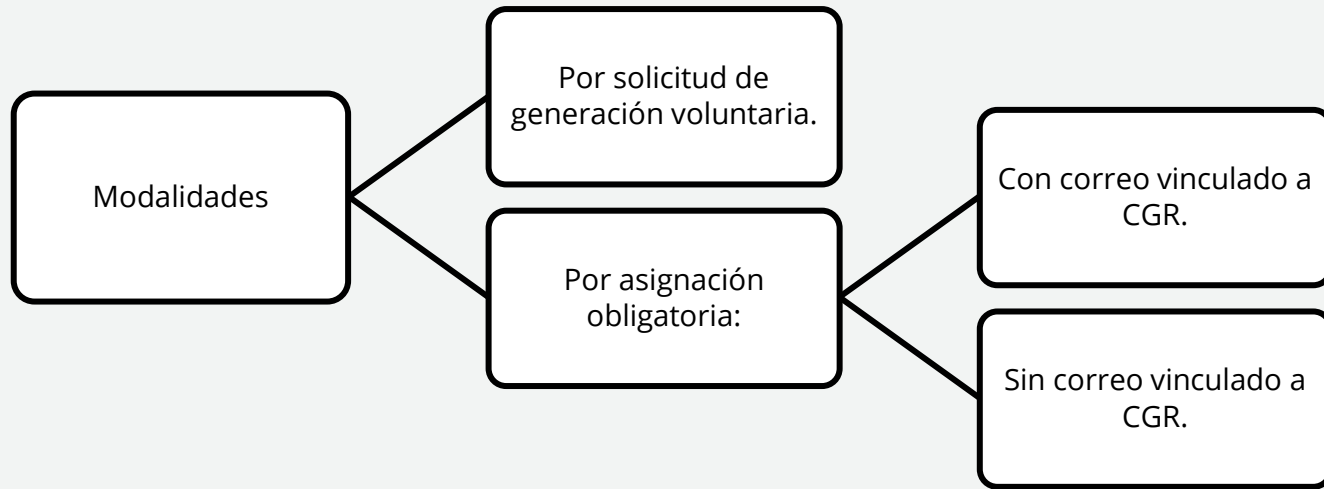 Modalidades
Por solicitud de
generación voluntaria.
Por asignación
obligatoria:
Con correo vinculado a
CGR.
Sin correo vinculado a
CGR.